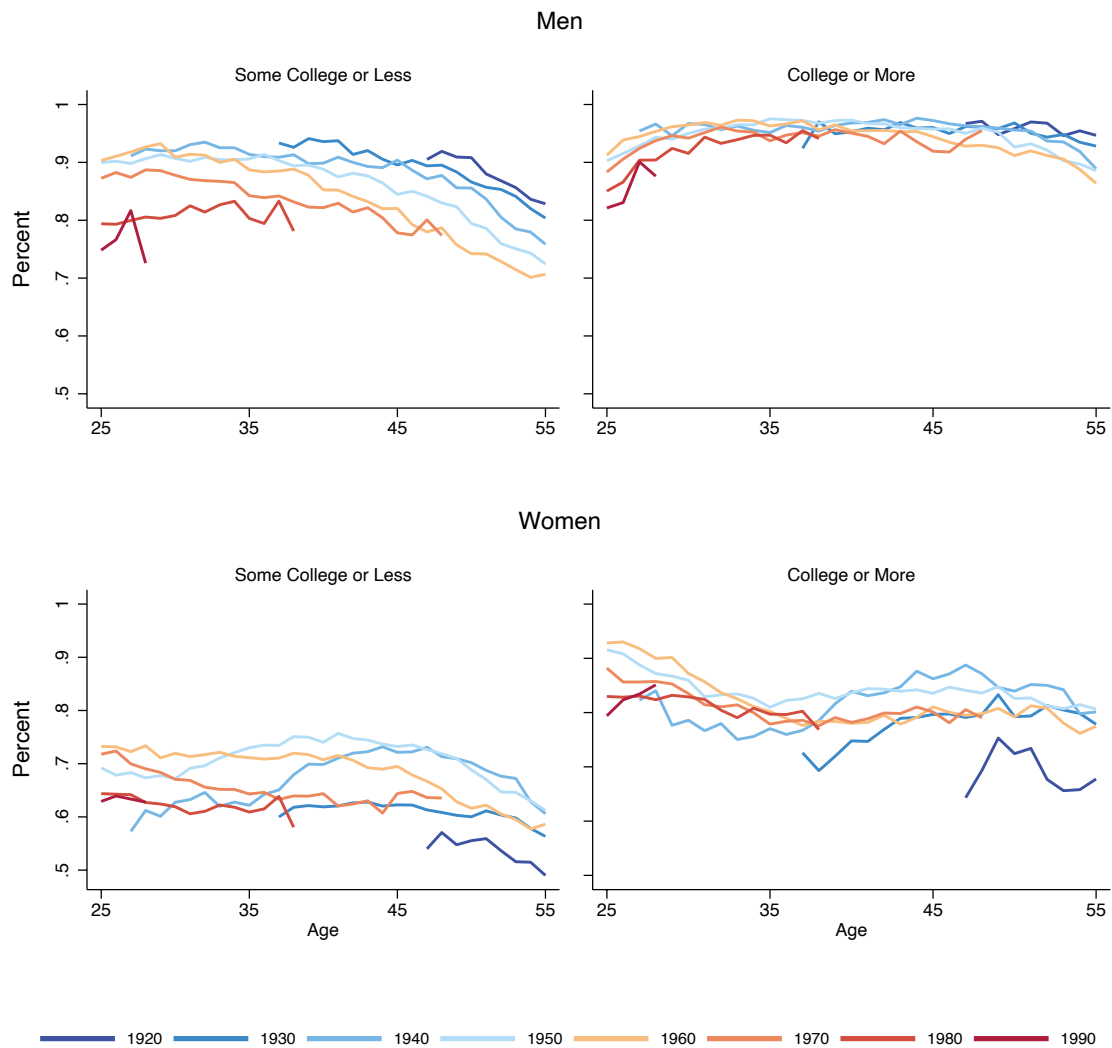 Men
Some College or Less
College or More
Percent
1
.9
.8
.7
.6
.5
25 35 45 55
25 35 45 55
Women
Some College or Less
College or More
Percent
1
.9
.8
.7
.6
.5
25 35 45 55
Age
25 35 45 55
Age
1920 1930 1940 1950 1960 1970 1980 1990